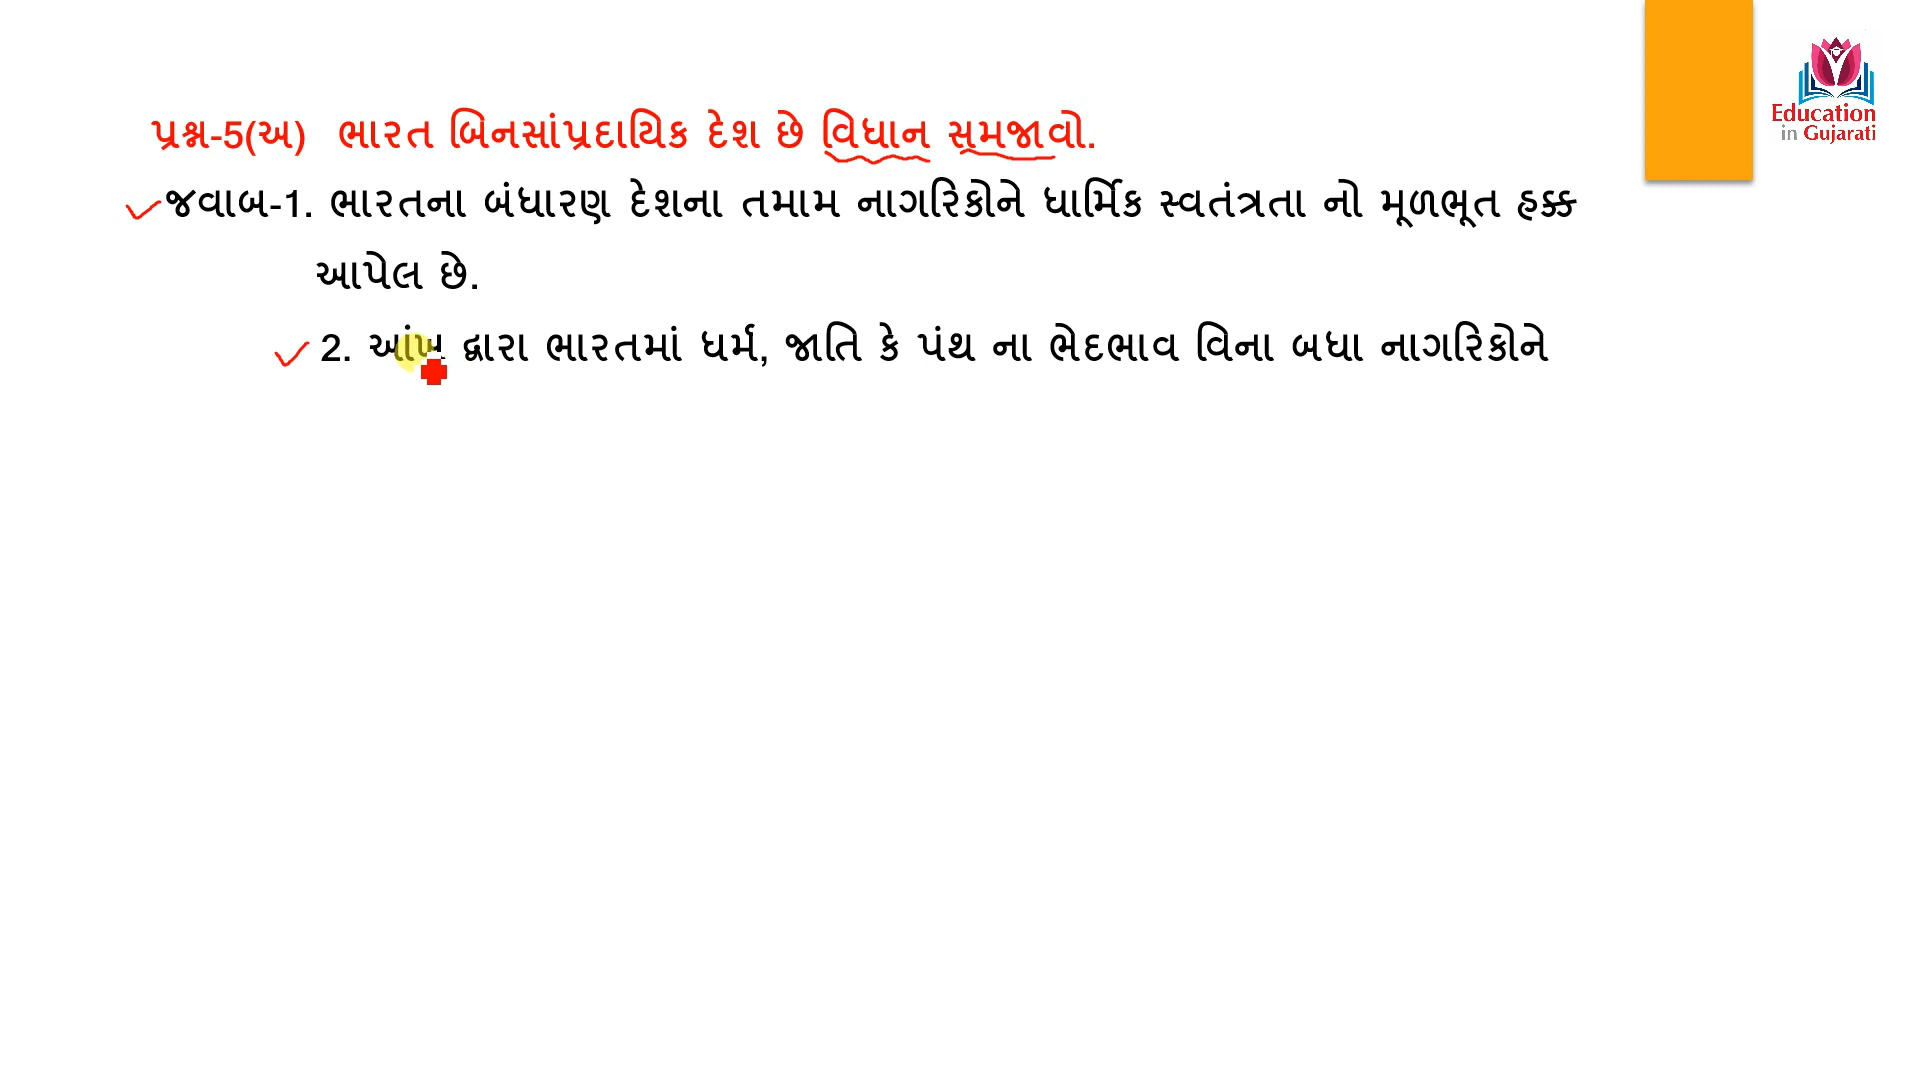 Education
in Gujarati
પ્રશ્ન-5(અ) ભારત બિનસાંપ્રદાયિક દેશ છે વિધાન સમજાવો.
જવાબ-1. ભારતના બંધારણ દેશના તમામ નાગરિકોને ધાર્મિક સ્વતંત્રતા નો મૂળભૂત હક્ક
આપેલ છે.
2. આંખ દ્વારા ભારતમાં ધર્મ, જાતિ કે પંથ ના ભેદભાવ વિના બધા નાગરિકોને